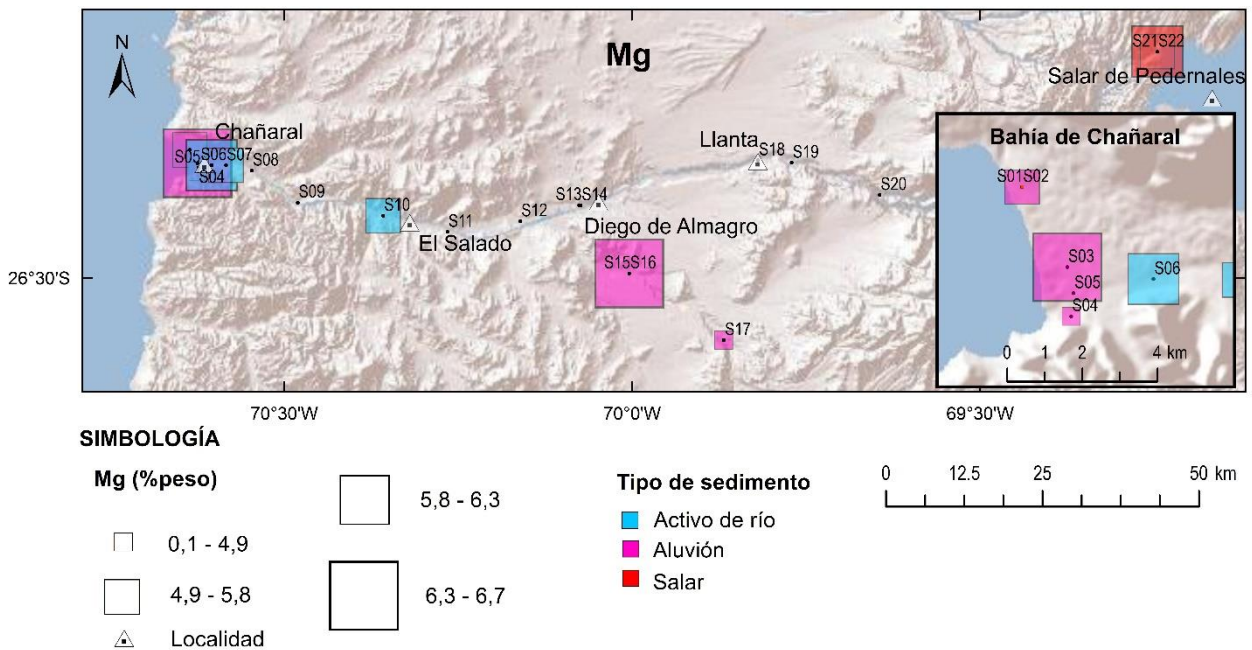 N
Mg
S21S22
Salar de Pedernales
Chañaral
S05 S06 S07 S08
S04
Llanta
S18 S19
S20
S09
S10
S11
El Salado
S12
S13S14
Diego de Almagro
S15S16
S17
26°30'S
70°30'W
70°0'W
69°30'W
Bahía de Chañaral
S01S02
S03
S06
S05
S04
0 1 2 4 km
SIMBOLOGÍA
Mg (%peso)
0,1 - 4,9
4,9 - 5,8
Localidad
5,8 - 6,3
6,3 - 6,7
Tipo de sedimento
Activo de río
Aluvión
Salar
0 12.5 25 50 km